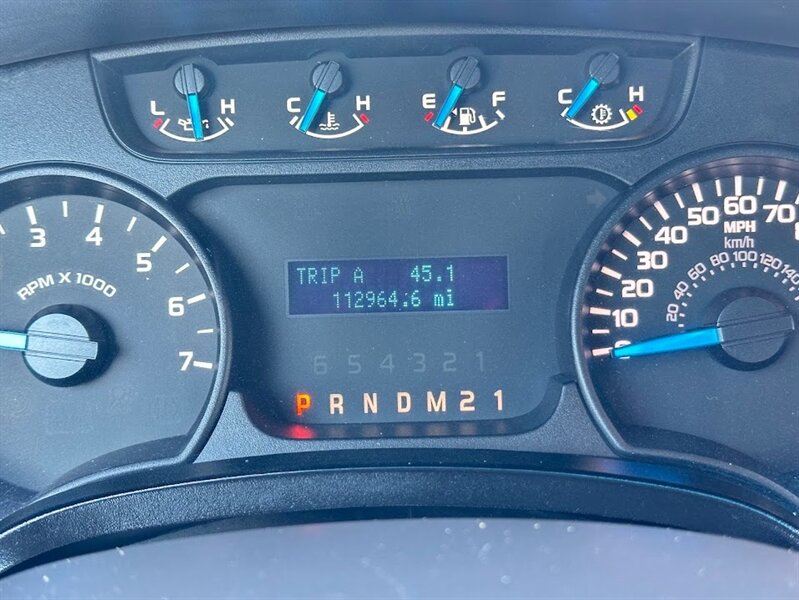 L H C H E F C H
3 4 5 6 7
RPM X 1000
TRIP A 45.1
112964.6 mi
6 5 4 3 2 1
P R N D M 2 1
10 20 30 40 50 60 70
MPH
km/h
20 40 60 80 100 120 140